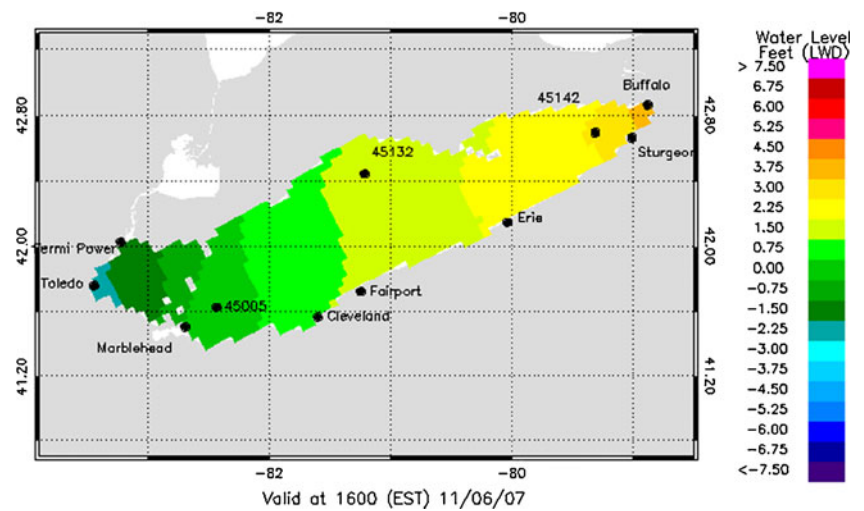 −82 −80
Water Level
Feet (LWD)
> 7.50
6.75
6.00
5.25
4.50
3.75
3.00
2.25
1.50
0.75
0.00
−0.75
−1.50
−2.25
−3.00
−3.75
−4.50
−5.25
−6.00
−6.75
<−7.50
Buffalo
45142
42.80 42.80
Sturgeor
45132
Erie
42.00 42.00
Fermi Power
Toledo
Fairport
45005
Cleveland
Marblehead
41.20 41.20
−82 −80
Valid at 1600 (EST) 11/06/07